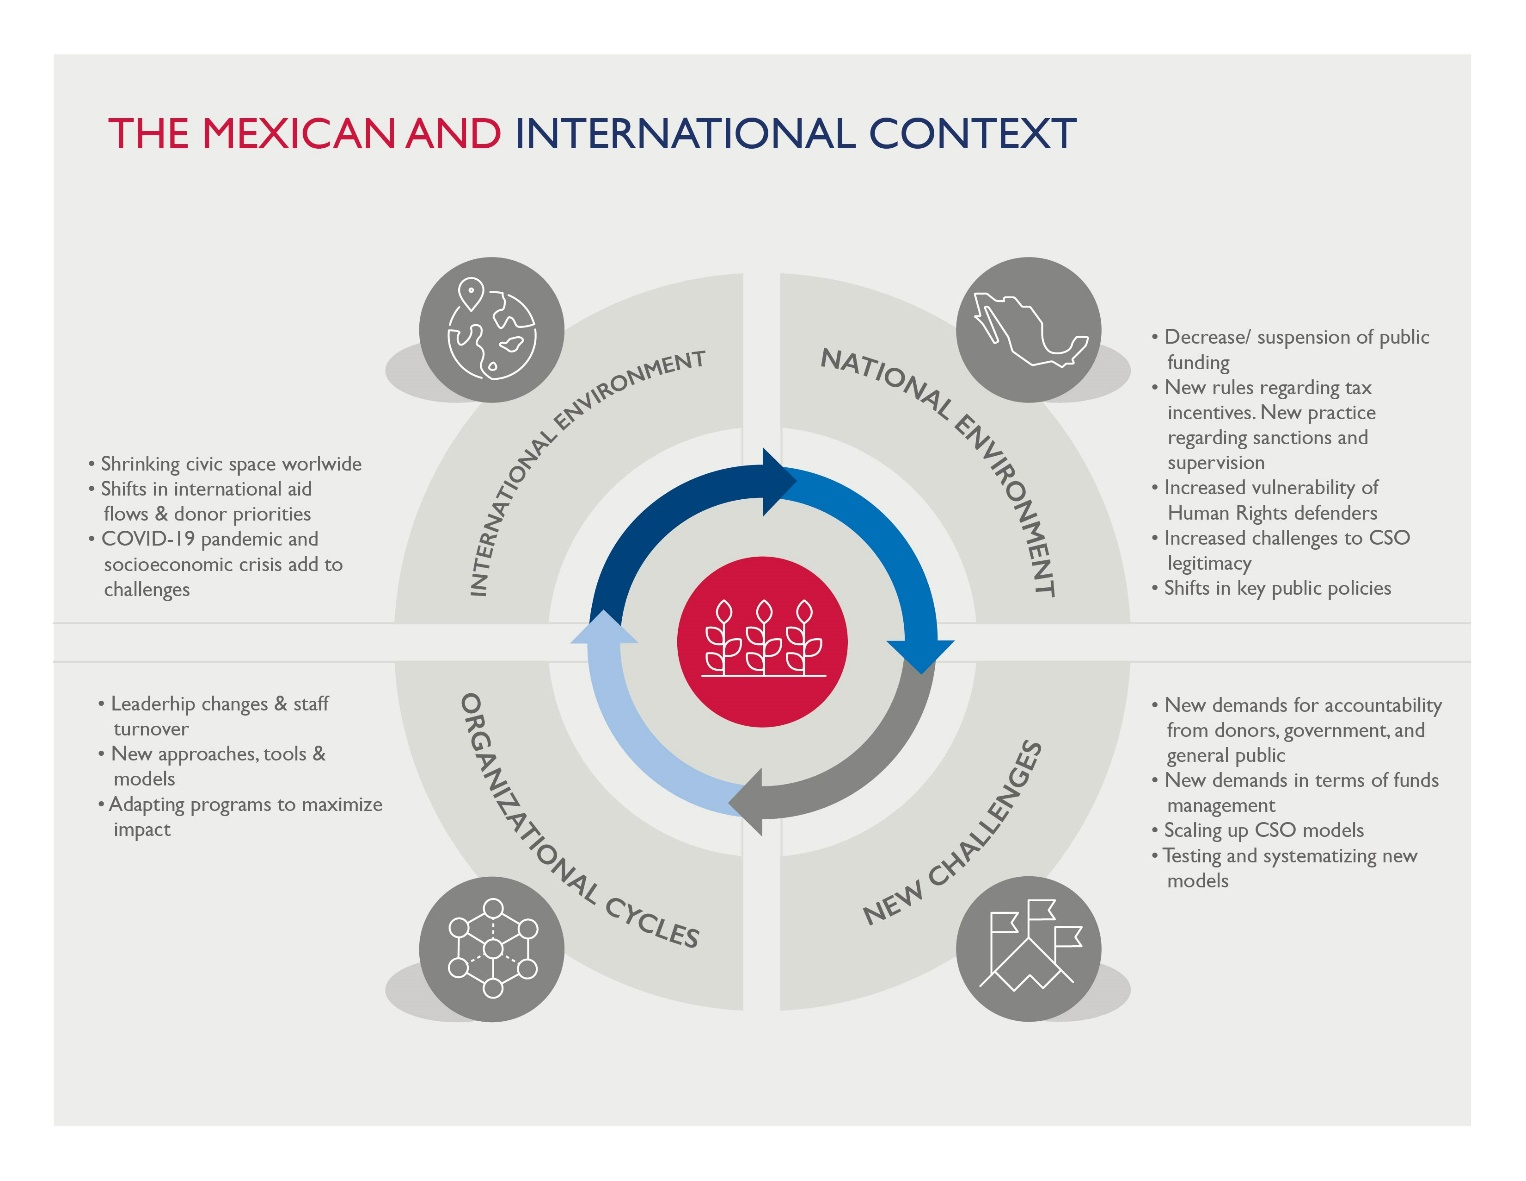 THE MEXICAN AND INTERNATIONAL CONTEXT
INTERNATIONAL ENVIRONMENT
• Shrinking civic space worlwide
• Shifts in international aid
flows & donor priorities
• COVID-19 pandemic and
socioeconomic crisis add to
challenges
NATIONAL ENVIRONMENT
• Decrease/ suspension of public
funding
• New rules regarding tax
incentives. New practice
regarding sanctions and
supervision
• Increased vulnerability of
Human Rights defenders
• Increased challenges to CSO
legitimacy
• Shifts in key public policies
ORGANIZATIONAL CYCLES
• Leaderhip changes & staff
turnover
• New approaches, tools &
models
• Adapting programs to maximize
impact
NEW CHALLENGES
• New demands for accountability
from donors, government, and
general public
• New demands in terms of funds
management
• Scaling up CSO models
• Testing and systematizing new
models